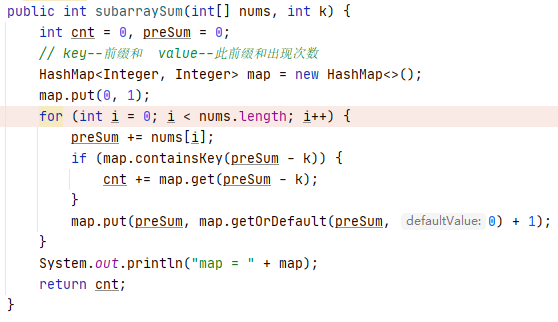 public int subarraySum(int[] nums, int k) {
    int cnt = 0, preSum = 0;
    // key--前缀和  value--此前缀和出现次数
    HashMap<Integer, Integer> map = new HashMap<>();
    map.put(0, 1);
    for (int i = 0; i < nums.length; i++) {
        preSum += nums[i];
        if (map.containsKey(preSum - k)) {
            cnt += map.get(preSum - k);
        }
        map.put(preSum, map.getOrDefault(preSum, defaultValue: 0) + 1);
    }
    System.out.println("map = " + map);
    return cnt;
}